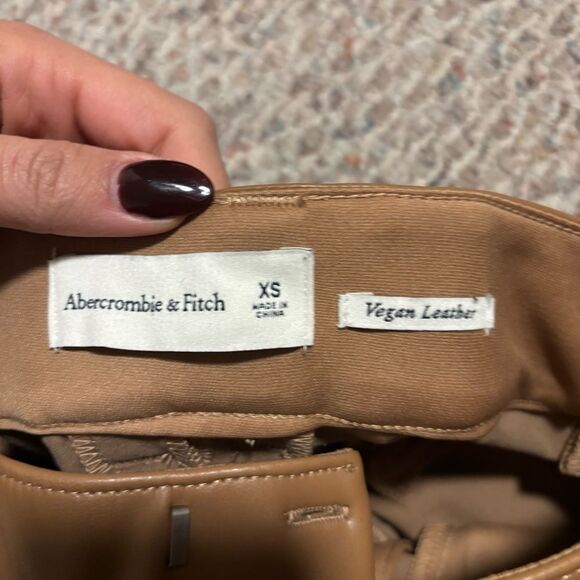 Abercrombie & Fitch
XS
MADE IN
CHINA
Vegan Leather